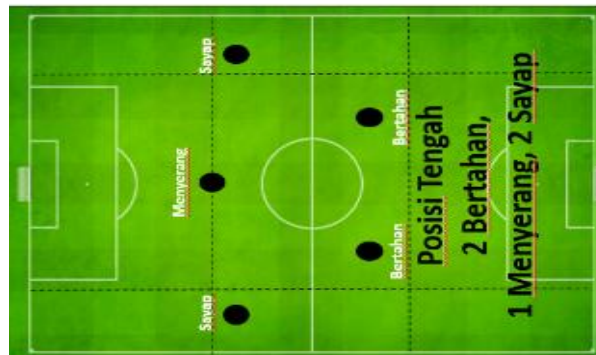 Sayap
Menyerang
Sayap
Bertahan
Bertahan
Posisi Tengah
2 Bertahan,
1 Menyerang, 2 Sayap